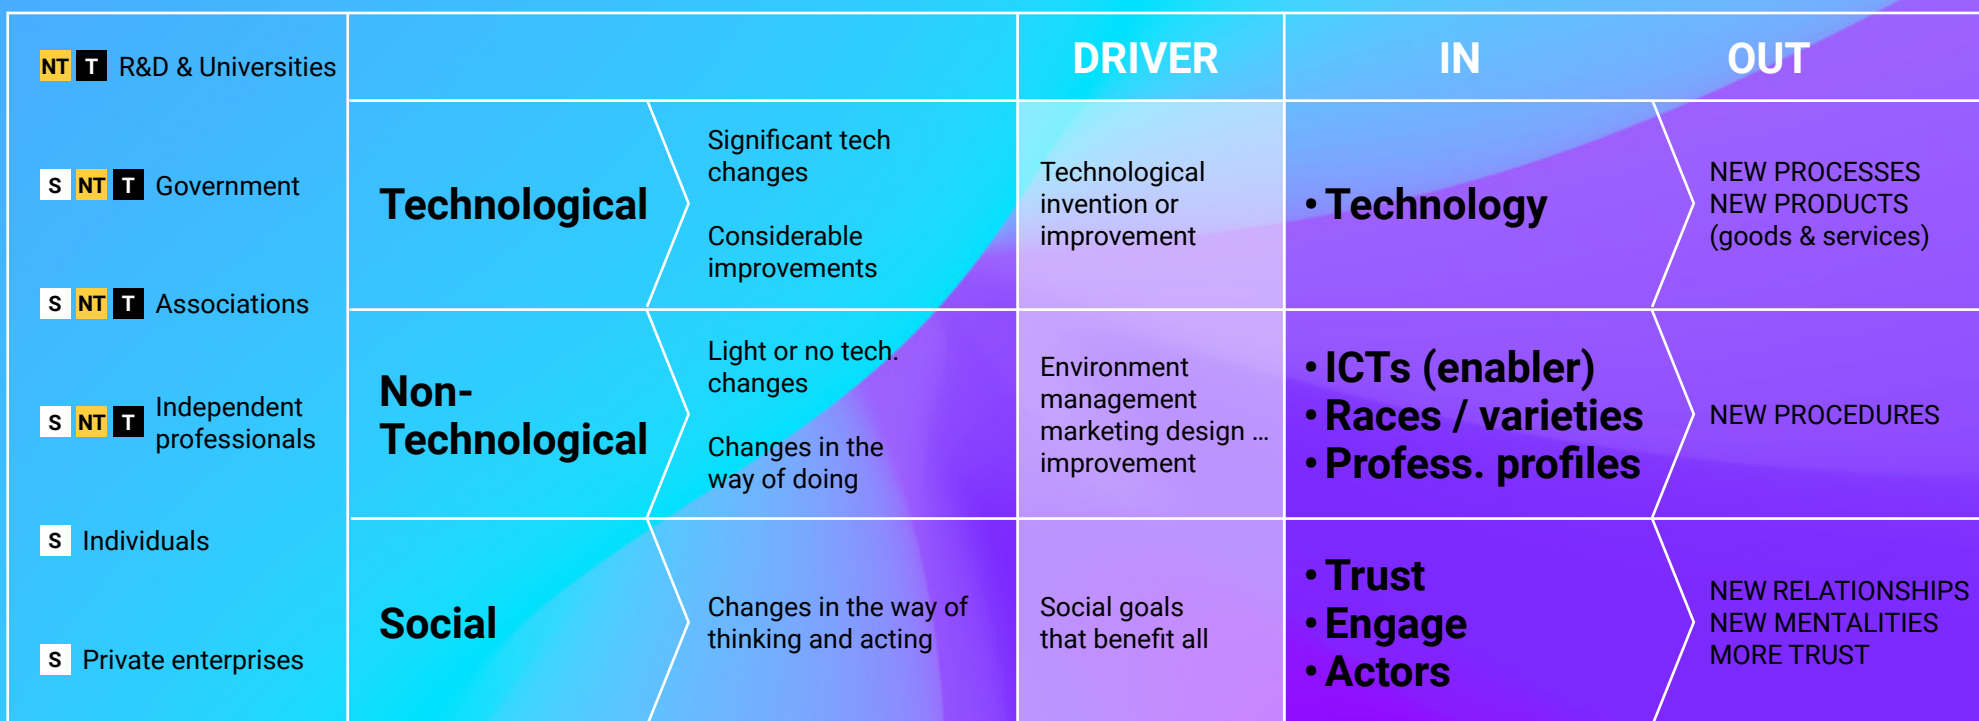 NT T R&D & Universities
S NT T Government
S NT T Associations
S NT T Independent
professionals
S Individuals
S Private enterprises
DRIVER
IN
OUT
Technological
Significant tech
changes
Considerable
improvements
Technological
invention or
improvement
• Technology
NEW PROCESSES
NEW PRODUCTS
(goods & services)
Non-
Technological
Light or no tech.
changes
Changes in the
way of doing
Environment
management
marketing design ...
improvement
• ICTs (enabler)
• Races / varieties
• Profess. profiles
NEW PROCEDURES
Social
Changes in the way of
thinking and acting
Social goals
that benefit all
• Trust
• Engage
• Actors
NEW RELATIONSHIPS
NEW MENTALITIES
MORE TRUST